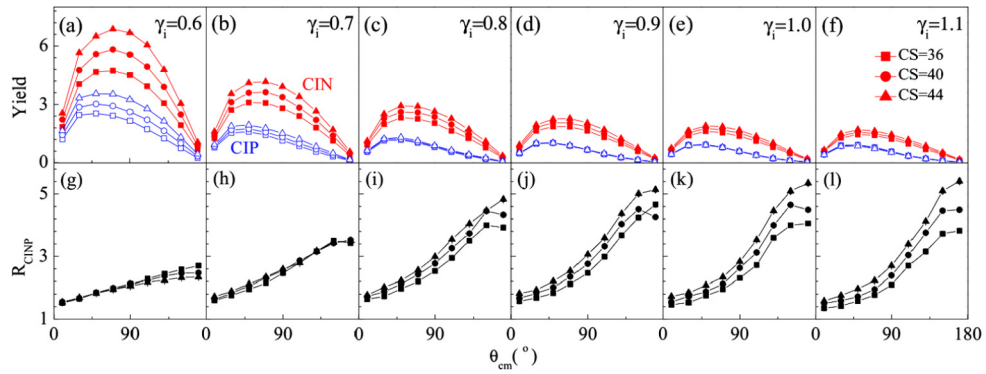 (a) γi=0.6 (b) γi=0.7 (c) γi=0.8 (d) γi=0.9 (e) γi=1.0 (f) γi=1.1
CS=36
CS=40
CS=44
CIN
CIP
Yield
6
3
0
(g) (h) (i) (j) (k) (l)
RCINP
5
3
1
0 90 0 90 0 90 0 90 0 90 0 90 180
θcm(°)